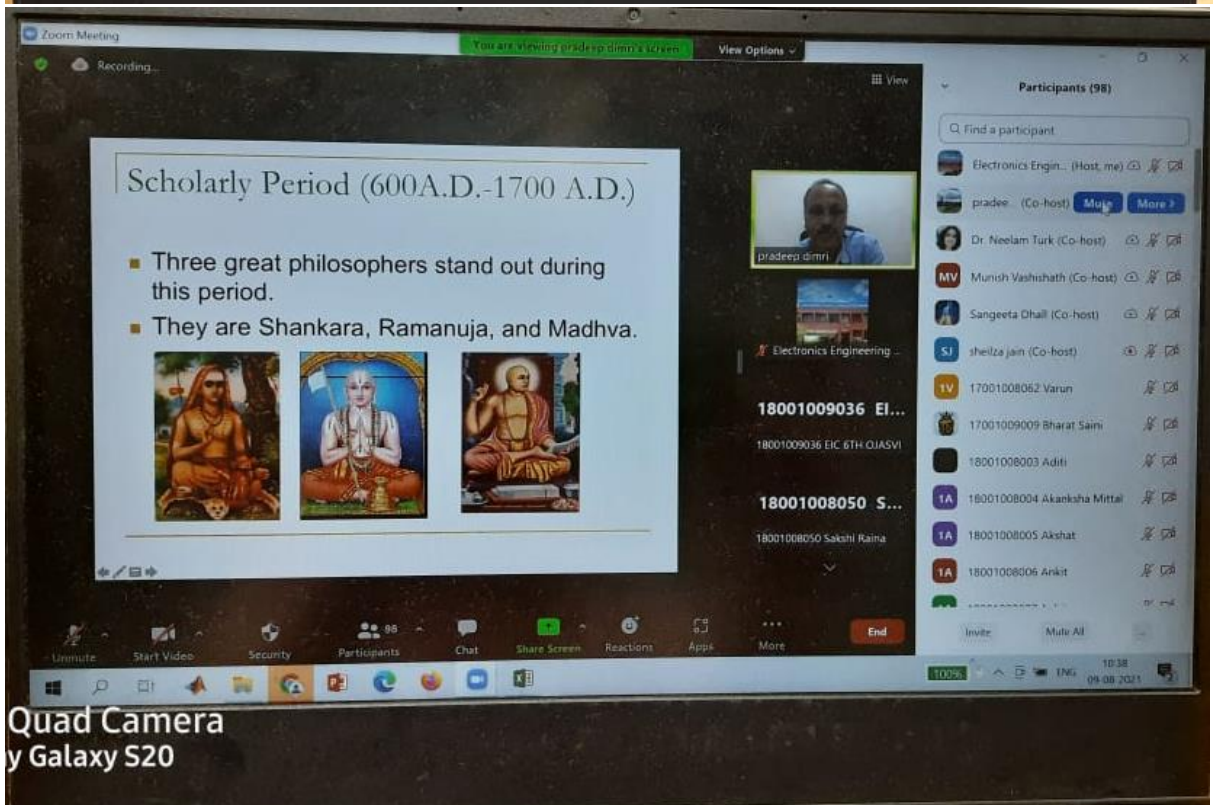 Zoom Meeting
You are viewing pradeep dimri's screen
View Options
Recording...
View
Scholarly Period (600A.D.-1700 A.D.)
Three great philosophers stand out during
this period.
They are Shankara, Ramanuja, and Madhva.
pradeep dimri
Electronics Engineering ..
18001009036 EI...
18001009036 EIC 6TH OJASVI
18001008050 S...
18001008050 Sakshi Raina
Participants (98)
Find a participant
Electronics Engin... (Host, me)
pradee... (Co-host) Mute More
Dr. Neelam Turk (Co-host)
MV Munish Vashishath (Co-host)
Sangeeta Dhall (Co-host)
SJ sheilza jain (Co-host)
1V 17001008062 Varun
17001009009 Bharat Saini
18001008003 Aditi
1A 18001008004 Akanksha Mittal
1A 18001008005 Akshat
1A 18001008006 Ankit
Invite Mute All
98
Unmute Start Video Security Participants Chat Share Screen Reactions Apps More End
100% ENG 10:38
09-08-2021
Quad Camera
y Galaxy S20